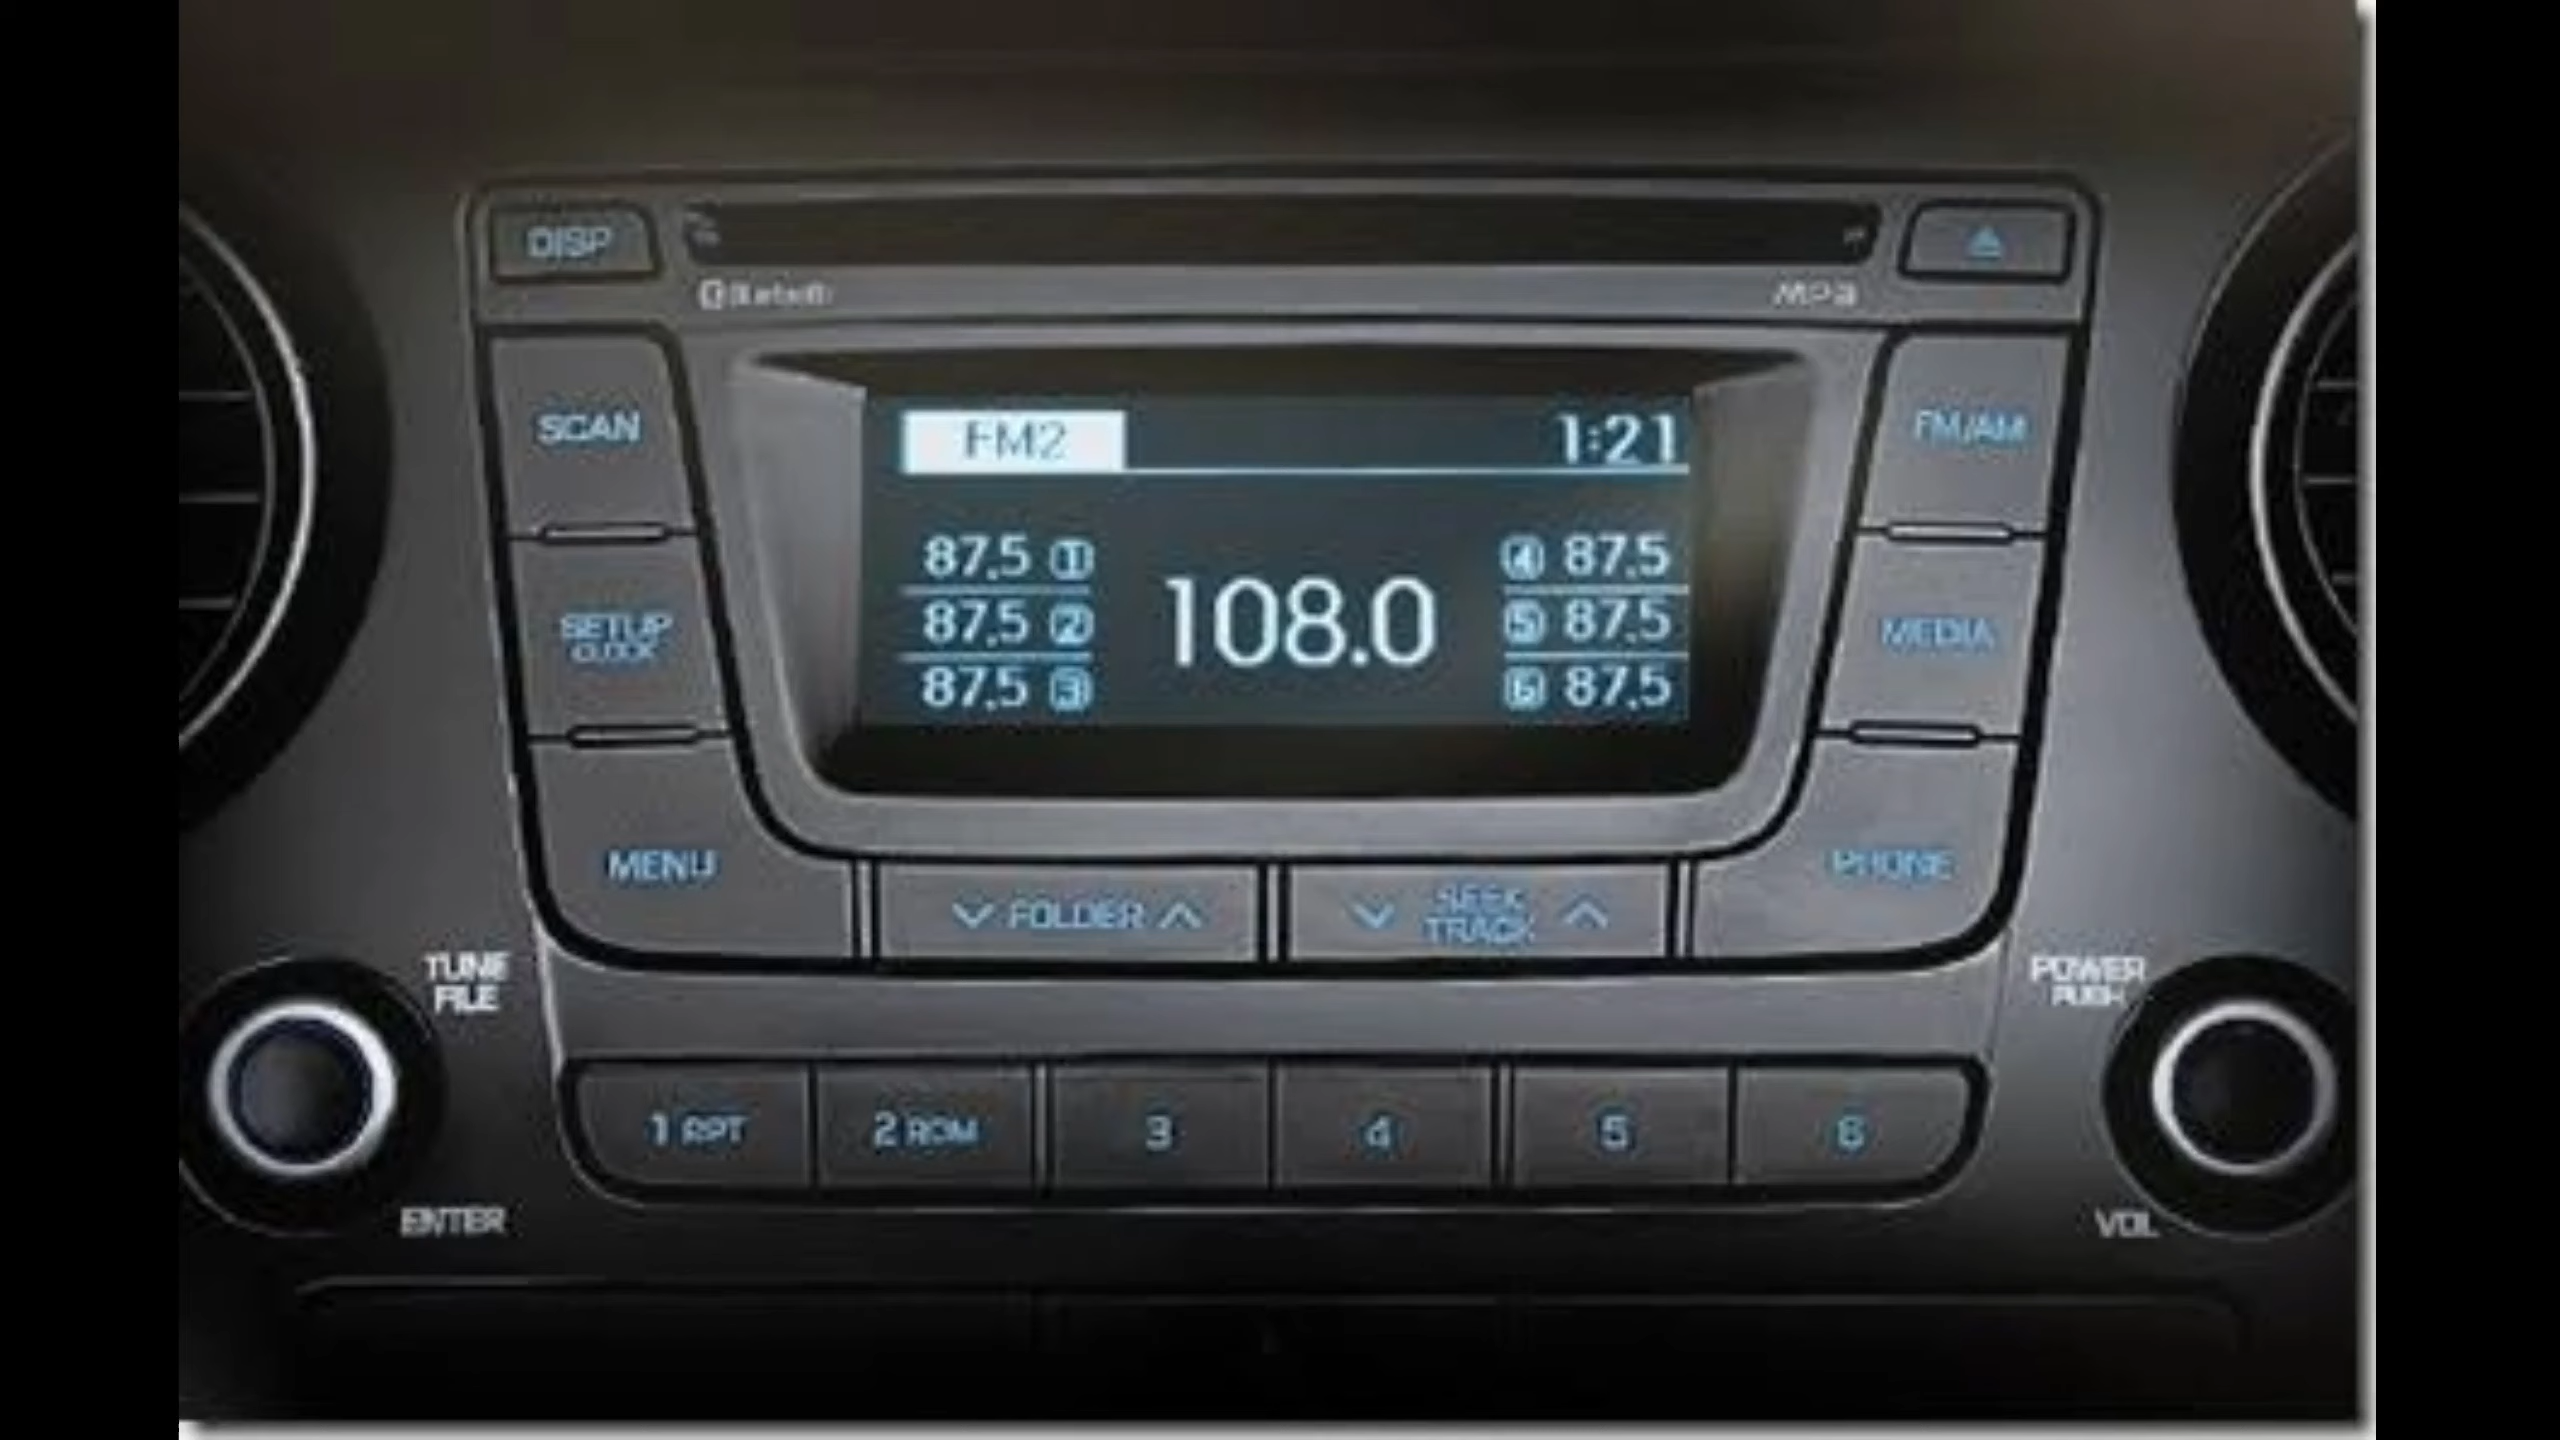 DISP
Bluetooth
MP3
SCAN
FM/AM
FM2 1:21
87.5 1
87.5 2
87.5 3
108.0
4 87.5
5 87.5
6 87.5
SETUP
CLOCK
MEDIA
MENU
PHONE
FOLDER
SEEK
TRACK
TUNE
FILE
POWER
PUSH
1 RPT
2 RDM
3
4
5
6
ENTER
VOL